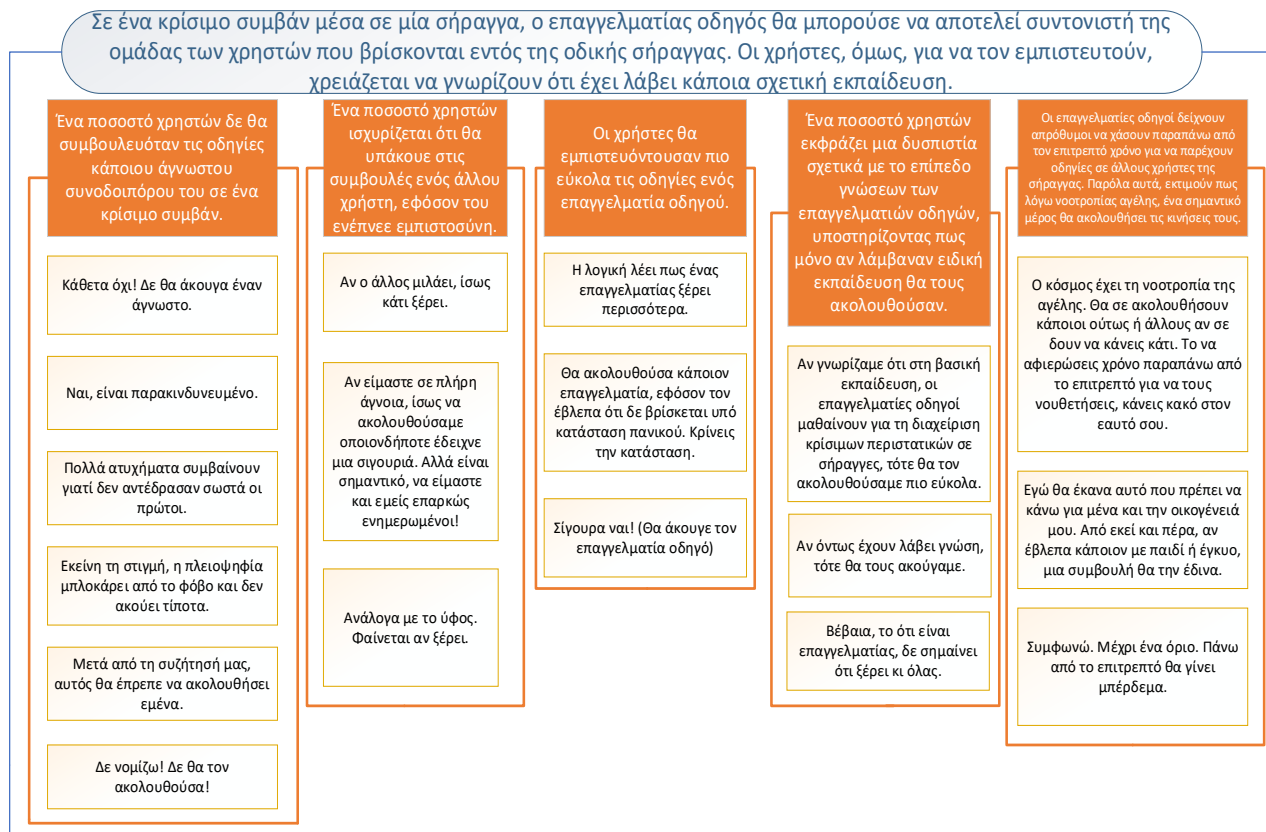 Σε ένα κρίσιμο συμβάν μέσα σε μία σήραγγα, ο επαγγελματίας οδηγός θα μπορούσε να αποτελεί συντονιστή της
ομάδας των χρηστών που βρίσκονται εντός της οδικής σήραγγας. Οι χρήστες, όμως, για να τον εμπιστευτούν,
χρειάζεται να γνωρίζουν ότι έχει λάβει κάποια σχετική εκπαίδευση.
Ένα ποσοστό χρηστών δε θα
συμβουλευόταν τις οδηγίες
κάποιου άγνωστου
συνοδοιπόρου του σε ένα
κρίσιμο συμβάν.
Κάθετα όχι! Δε θα άκουγα έναν
άγνωστο.
Ναι, είναι παρακινδυνευμένο.
Πολλά ατυχήματα συμβαίνουν
γιατί δεν αντέδρασαν σωστά οι
πρώτοι.
Εκείνη τη στιγμή, η πλειοψηφία
μπλοκάρει από το φόβο και δεν
ακούει τίποτα.
Μετά από τη συζήτησή μας,
αυτός θα έπρεπε να ακολουθήσει
εμένα.
Δε νομίζω! Δε θα τον
ακολουθούσα!
Ένα ποσοστό χρηστών
ισχυρίζεται ότι θα
υπάκουε στις
συμβουλές ενός άλλου
χρήστη, εφόσον του
ενέπνεε εμπιστοσύνη.
Αν ο άλλος μιλάει, ίσως
κάτι ξέρει.
Αν είμαστε σε πλήρη
άγνοια, ίσως να
ακολουθούσαμε
οποιονδήποτε έδειχνε
μια σιγουριά. Αλλά είναι
σημαντικό, να είμαστε
και εμείς επαρκώς
ενημερωμένοι!
Ανάλογα με το ύφος.
Φαίνεται αν ξέρει.
Οι χρήστες θα
εμπιστευόντουσαν πιο
εύκολα τις οδηγίες ενός
επαγγελματία οδηγού.
Η λογική λέει πως ένας
επαγγελματίας ξέρει
περισσότερα.
Θα ακολουθούσα κάποιον
επαγγελματία, εφόσον τον
έβλεπα ότι δε βρίσκεται υπό
κατάσταση πανικού. Κρίνεις
την κατάσταση.
Σίγουρα ναι! (Θα άκουγε τον
επαγγελματία οδηγό)
Ένα ποσοστό χρηστών
εκφράζει μια δυσπιστία
σχετικά με το επίπεδο
γνώσεων των
επαγγελματιών οδηγών,
υποστηρίζοντας πως
μόνο αν λάμβαναν ειδική
εκπαίδευση θα τους
ακολουθούσαν.
Αν γνωρίζαμε ότι στη βασική
εκπαίδευση, οι
επαγγελματίες οδηγοί
μαθαίνουν για τη διαχείριση
κρίσιμων περιστατικών σε
σήραγγες, τότε θα τον
ακολουθούσαμε πιο εύκολα.
Αν όντως έχουν λάβει γνώση,
τότε θα τους ακούγαμε.
Βέβαια, το ότι είναι
επαγγελματίας, δε σημαίνει
ότι ξέρει κι όλας.
Οι επαγγελματίες οδηγοί δείχνουν
απρόθυμοι να χάσουν παραπάνω από
τον επιτρεπτό χρόνο για να παρέχουν
οδηγίες σε άλλους χρήστες της
σήραγγας. Παρόλα αυτά, εκτιμούν πως
λόγω νοοτροπίας αγέλης, ένα σημαντικό
μέρος θα ακολουθήσει τις κινήσεις τους.
Ο κόσμος έχει τη νοοτροπία της
αγέλης. Θα σε ακολουθήσουν
κάποιοι ούτως ή άλλους αν σε
δουν να κάνεις κάτι. Το να
αφιερώσεις χρόνο παραπάνω από
το επιτρεπτό για να τους
νουθετήσεις, κάνεις κακό στον
εαυτό σου.
Εγώ θα έκανα αυτό που πρέπει να
κάνω για μένα και την οικογένειά
μου. Από εκεί και πέρα, αν
έβλεπα κάποιον με παιδί ή έγκυο,
μια συμβουλή θα την έδινα.
Συμφωνώ. Μέχρι ένα όριο. Πάνω
από το επιτρεπτό θα γίνει
μπέρδεμα.